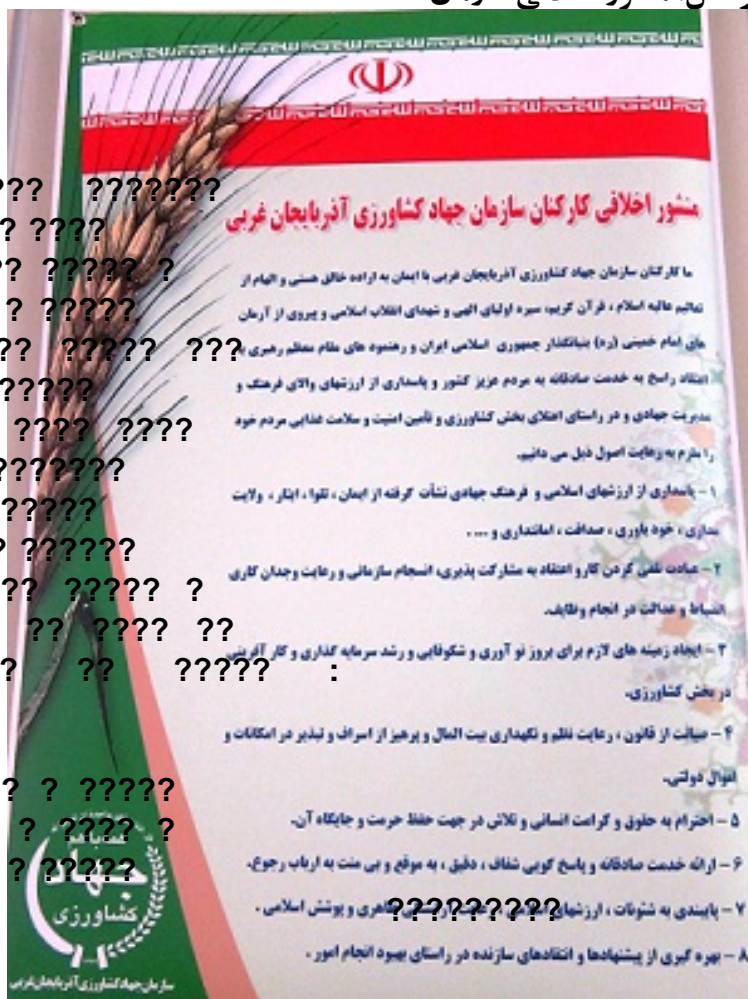 منشور اخلاقی کارکنان سازمان جهاد کشاورزی آذربایجان غربی
ما کارکنان سازمان جهاد کشاورزی آذربایجان غربی با ایمان به اراده خالق هستی و الهام از
تعالیم عالیه اسلام ، قرآن کریم، سیره اولیای الهی و شهدای انقلاب اسلامی و پیروی از آرمان
های امام خمینی (ره) بنیانگذار جمهوری اسلامی ایران و رهنمود های مقام معظم رهبری با
اعتقاد راسخ به خدمت صادقانه به مردم عزیز کشور و پاسداری از ارزشهای والای فرهنگ و
مدیریت جهادی و در راستای اعتلای بخش کشاورزی و تأمین امنیت و سلامت غذایی مردم خود
را ملزم به رعایت اصول ذیل می دانیم.
۱ - پاسداری از ارزشهای اسلامی و فرهنگ جهادی نشأت گرفته از ایمان ، تقوا ، ایثار ، ولایت
مداری ، خود باوری ، صداقت ، امانتداری و .... .
۲ - عبادت تلقی کردن کار و اعتقاد به مشارکت پذیری، انسجام سازمانی و رعایت وجدان کاری
انضباط و عدالت در انجام وظایف.
۳ - ایجاد زمینه های لازم برای بروز نو آوری و شکوفایی و رشد سرمایه گذاری و کار آفرینی
در بخش کشاورزی.
۴ - صیانت از قانون ، رعایت نظم و نگهداری بیت المال و پرهیز از اسراف و تبذیر در امکانات و
اموال دولتی.
۵ - احترام به حقوق و کرامت انسانی و تلاش در جهت حفظ حرمت و جایگاه آن.
۶ - ارائه خدمت صادقانه و پاسخ گویی شفاف ، دقیق ، به موقع و بی منت به ارباب رجوع.
۷ - پایبندی به شئونات ، ارزشهای ظاهری و پوشش اسلامی .
۸ - بهره گیری از پیشنهادها و انتقادهای سازنده در راستای بهبود انجام امور .
همه با هم
جهاد
کشاورزی
سازمان جهاد کشاورزی آذربایجان غربی